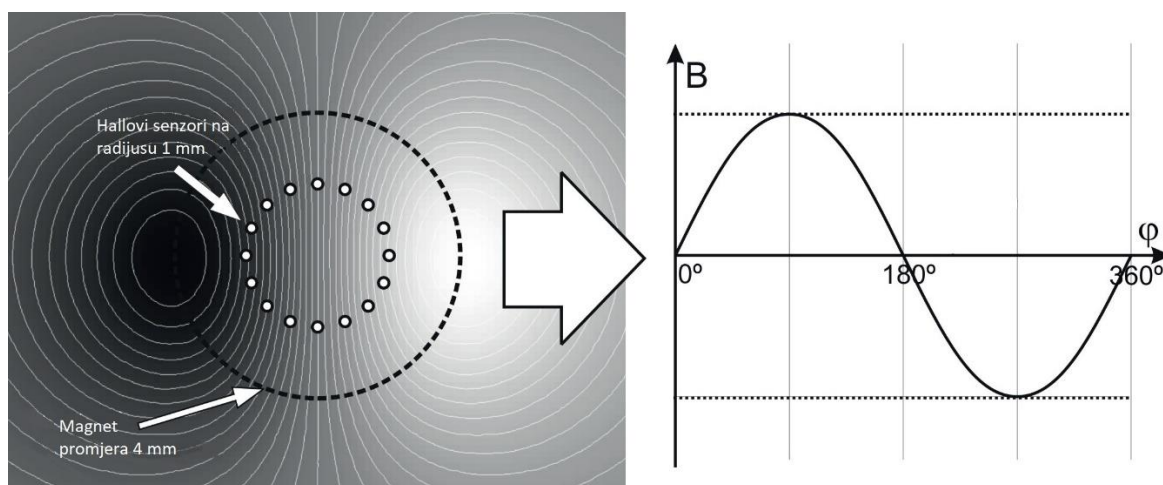 Hallovi senzori na
radijusu 1 mm
Magnet
promjera 4 mm
B
φ
0º
180º
360º